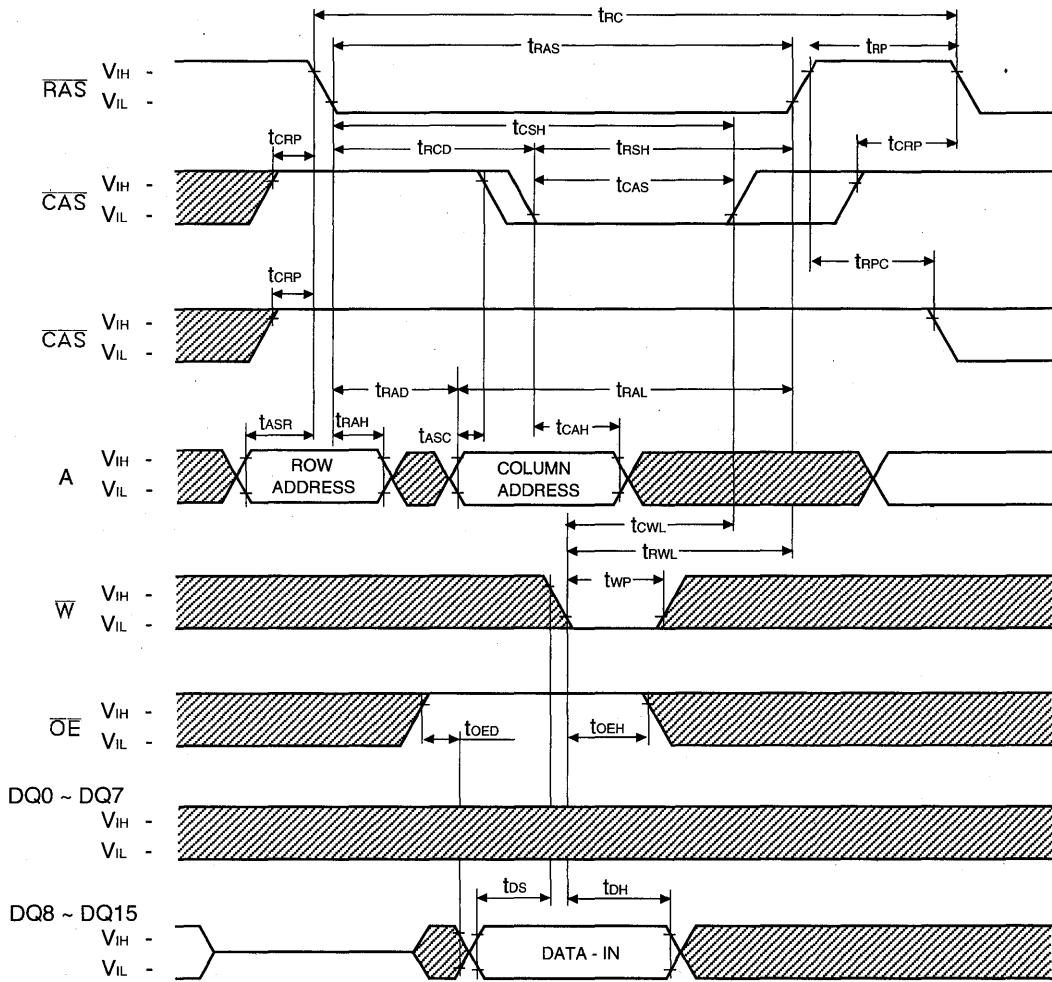 tRC
tRAS
tRP
RAS
VIH -
VIL -
tCSH
tCRP
tRCD
tRSH
tCRP
CAS
VIH -
VIL -
tCAS
tRPC
tCRP
CAS
VIH -
VIL -
tRAD
tRAL
tASR
tRAH
tASC
tCAH
A
VIH -
VIL -
ROW
ADDRESS
COLUMN
ADDRESS
tCWL
tRWL
tWP
W
VIH -
VIL -
OE
VIH -
VIL -
tOED
tOEH
DQ0 ~ DQ7
VIH -
VIL -
tDS
tDH
DQ8 ~ DQ15
VIH -
VIL -
DATA - IN